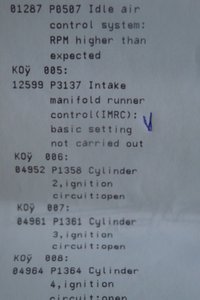 01287 P0507 Idle air
control system:
RPM higher than
expected
KOÿ 005:
12599 P3137 Intake
manifold runner
control(IMRC):
basic setting
not carried out
KOÿ 006:
04952 P1358 Cylinder
2,ignition
circuit:open
KOÿ 007:
04961 P1361 Cylinder
3,ignition
circuit:open
KOÿ 008:
04964 P1364 Cylinder
4,ignition
circuit:open